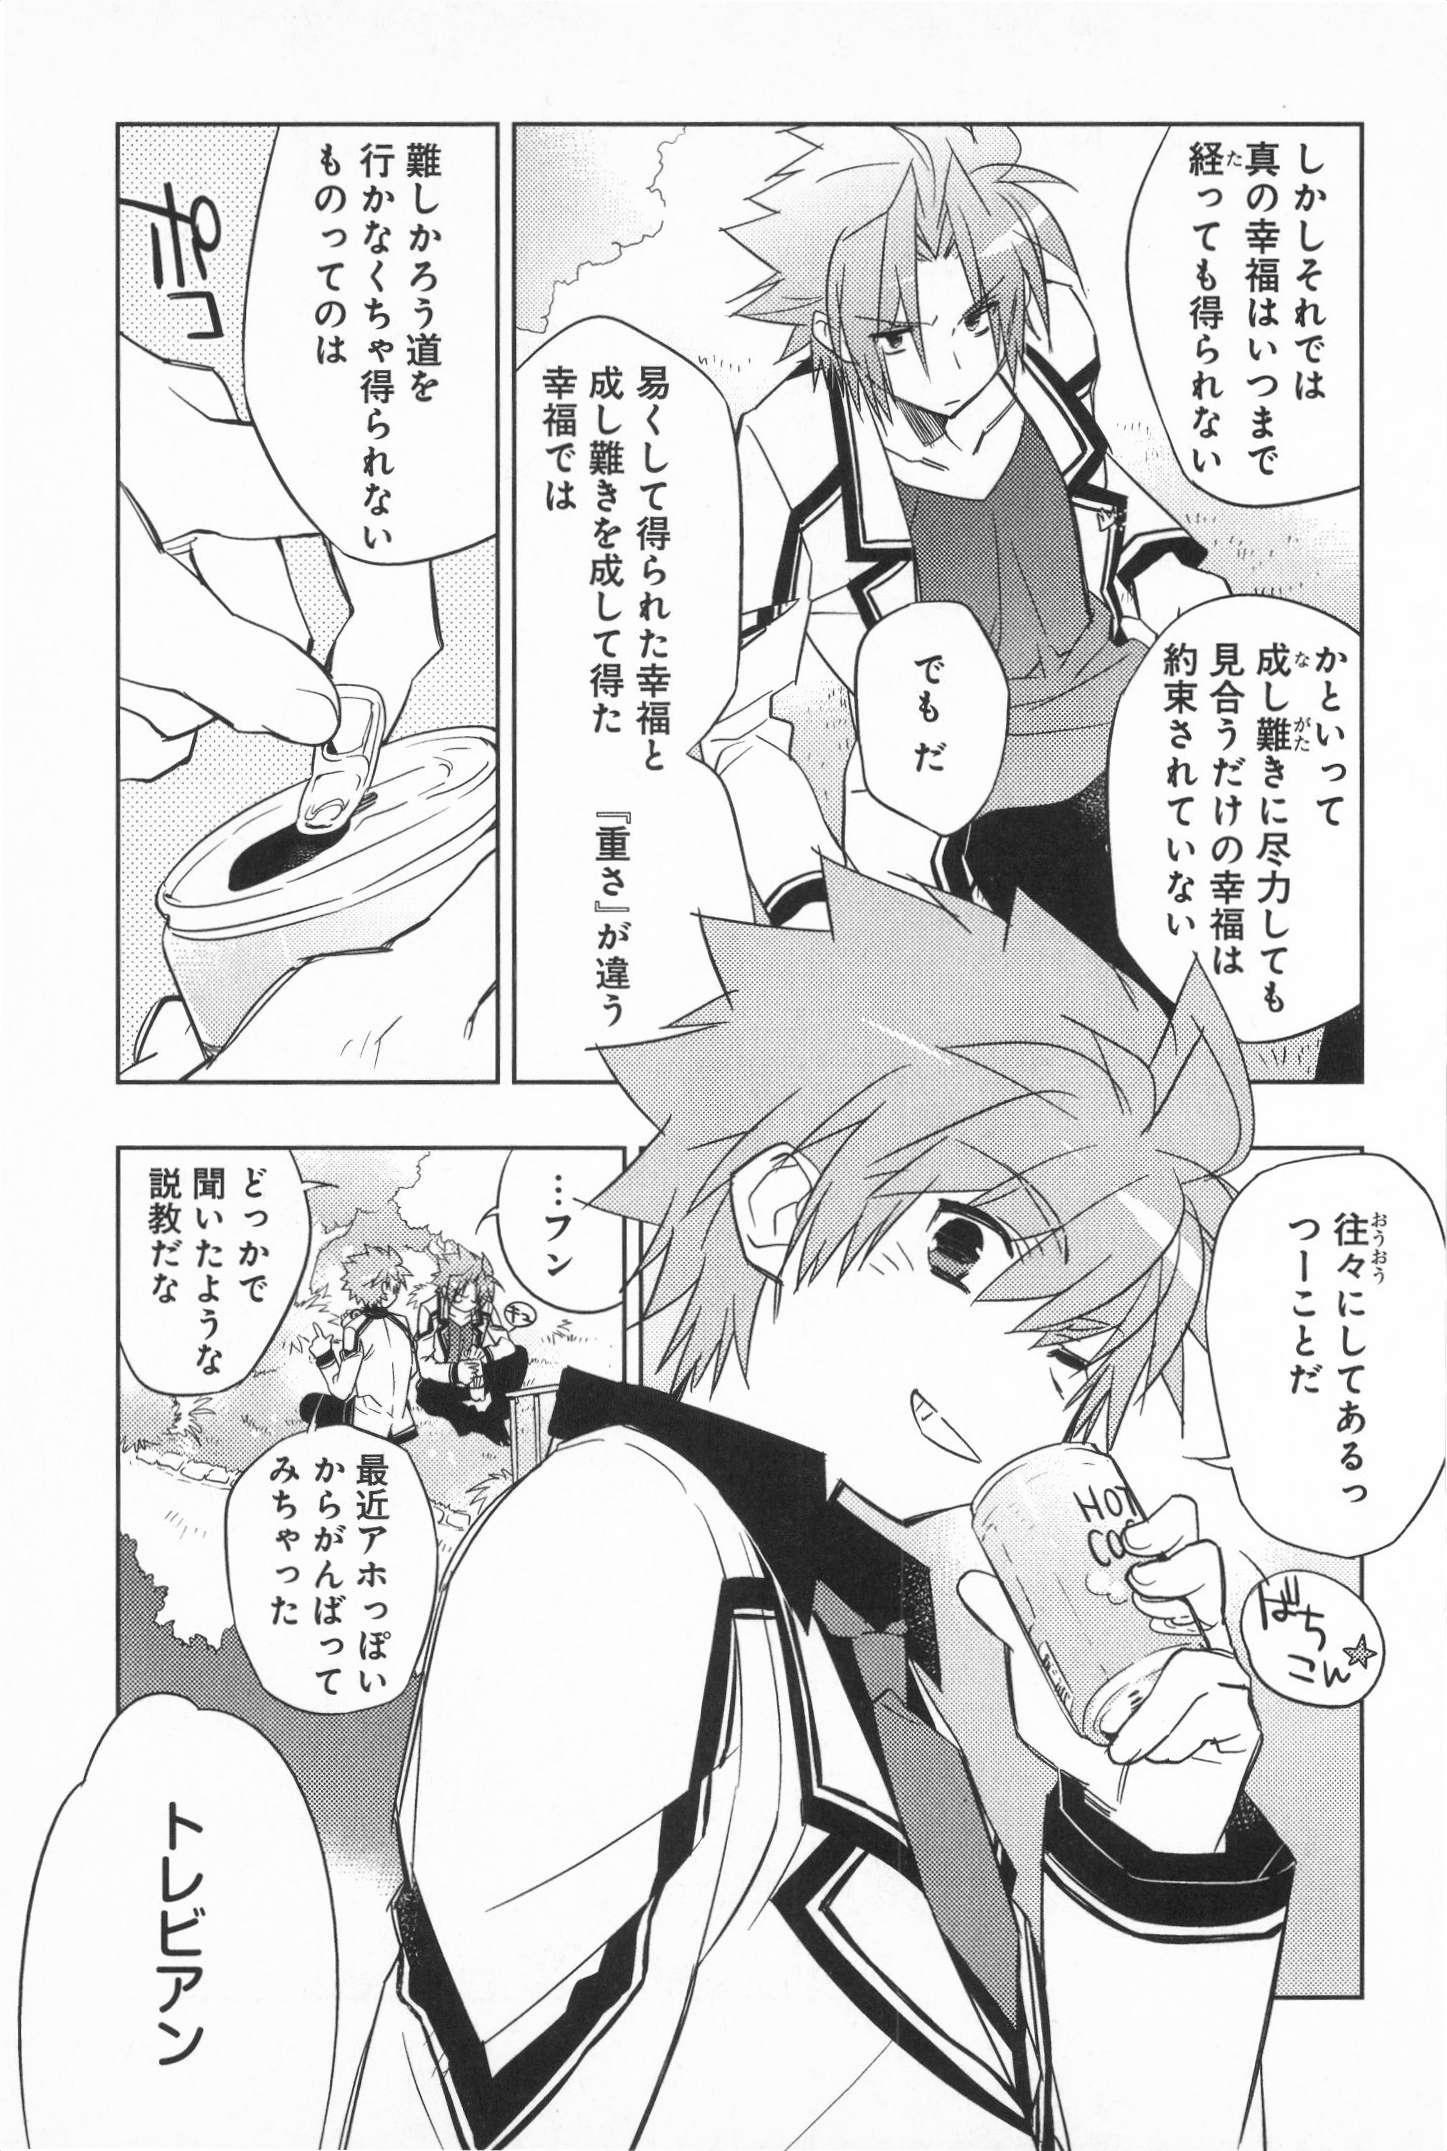 しかしそれでは
真の幸福はいつまで
経っても得られない
かといって
成し難きに尽力しても
見合うだけの幸福は
約束されていない
でもだ
易くして得られた幸福と
成し難きを成して得た
幸福では
『重さ』が違う
難しかろう道を
行かなくちゃ得られない
ものってのは
往々にしてあるっ
つーことだ
HOT
ばちこん☆
…フン
どっかで
聞いたような
説教だな
最近アホっぽい
からがんばって
みちゃった
トレビアン